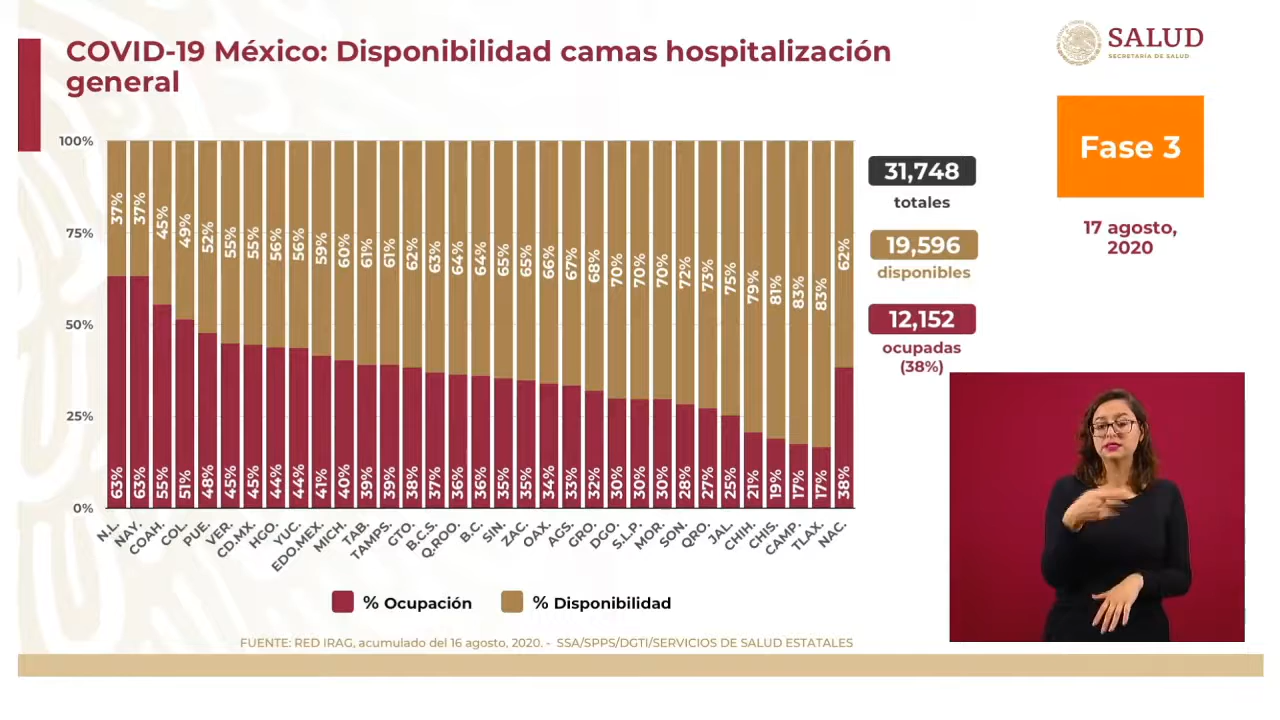 COVID-19 México: Disponibilidad camas hospitalización
general
SALUD
SECRETARÍA DE SALUD
Fase 3
17 agosto,
2020
100%
75%
50%
25%
0%
37% 37% 45% 49% 52% 55% 55% 56% 56% 59% 60% 61% 61% 62% 63% 64% 64% 65% 65% 66% 67% 68% 70% 70% 70% 72% 73% 75% 79% 81% 83% 83% 62%
63% 63% 55% 51% 48% 45% 45% 44% 44% 41% 40% 39% 39% 38% 37% 36% 36% 35% 35% 34% 33% 32% 30% 30% 30% 28% 27% 25% 21% 19% 17% 17% 38%
N.L. NAY. COAH. COL. PUE. VER. CD.MX. HGO. YUC. EDO.MEX. MICH. TAB. TAMPS. GTO. B.C.S. Q.ROO. B.C. SIN. ZAC. OAX. AGS. GRO. DGO. S.L.P. MOR. SON. QRO. JAL. CHIH. CHIS. CAMP. TLAX. NAC.
31,748
totales
19,596
disponibles
12,152
ocupadas
(38%)
% Ocupación
% Disponibilidad
FUENTE: RED IRAG, acumulado del 16 agosto, 2020. - SSA/SPPS/DGTI/SERVICIOS DE SALUD ESTATALES